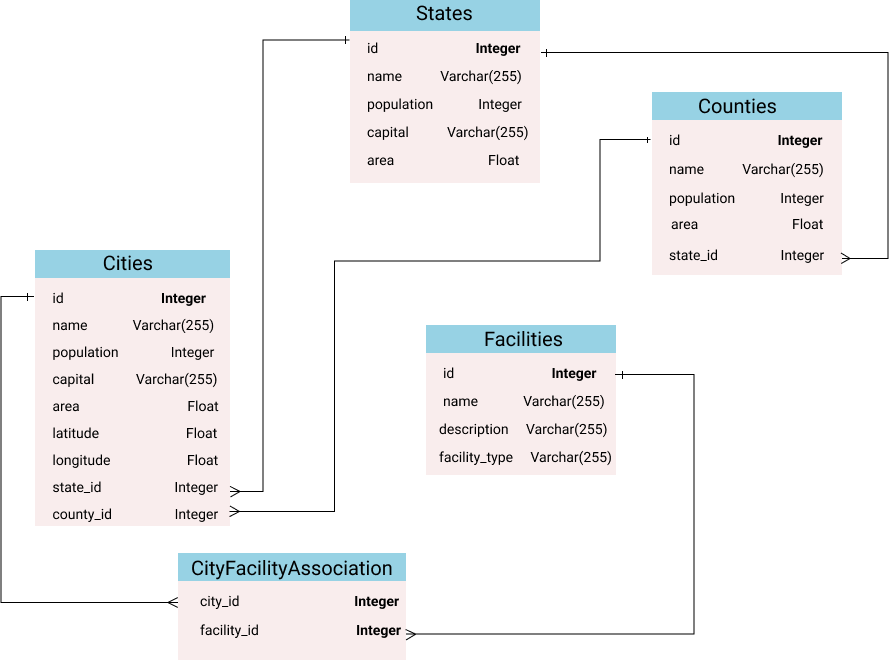 States
id Integer
name Varchar(255)
population Integer
capital Varchar(255)
area Float
Counties
id Integer
name Varchar(255)
population Integer
area Float
state_id Integer
Cities
id Integer
name Varchar(255)
population Integer
capital Varchar(255)
area Float
latitude Float
longitude Float
state_id Integer
county_id Integer
Facilities
id Integer
name Varchar(255)
description Varchar(255)
facility_type Varchar(255)
CityFacilityAssociation
city_id Integer
facility_id Integer